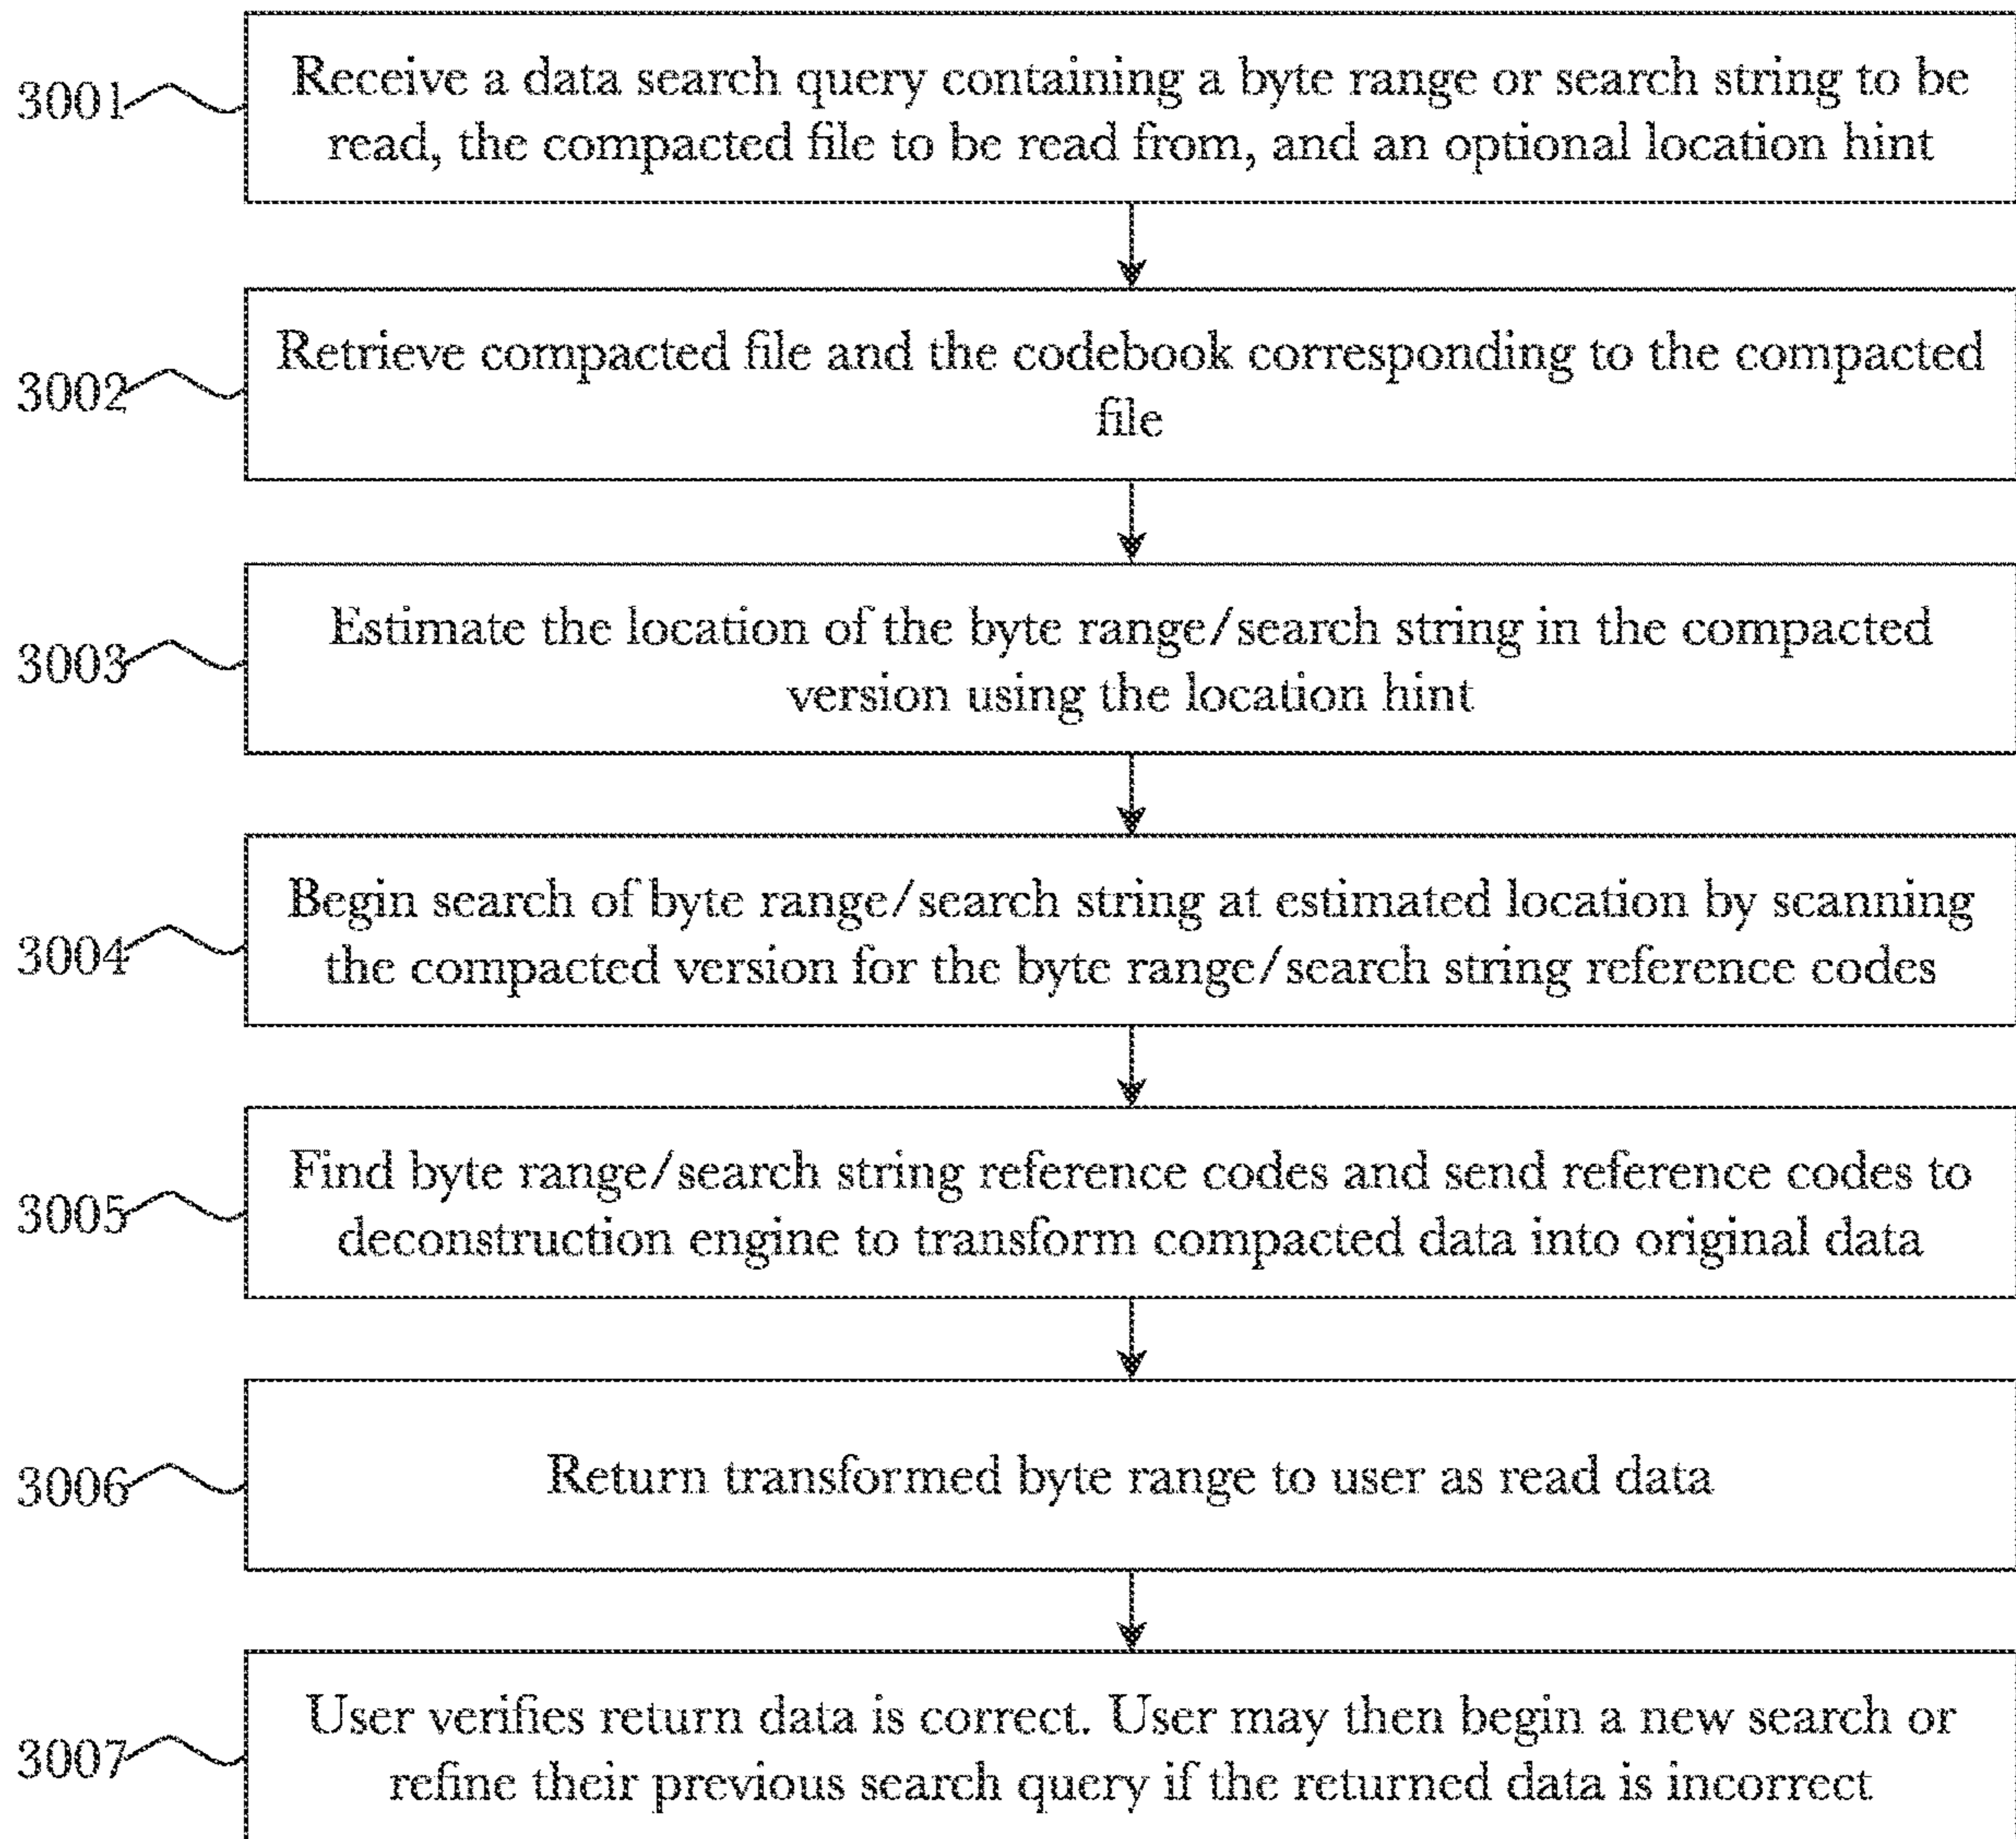 3001
Receive a data search query containing a byte range or search string to be
read, the compacted file to be read from, and an optional location hint
3002
Retrieve compacted file and the codebook corresponding to the compacted
file
3003
Estimate the location of the byte range/search string in the compacted
version using the location hint
3004
Begin search of byte range/search string at estimated location by scanning
the compacted version for the byte range/search string reference codes
3005
Find byte range/search string reference codes and send reference codes to
deconstruction engine to transform compacted data into original data
3006
Return transformed byte range to user as read data
3007
User verifies return data is correct. User may then begin a new search or
refine their previous search query if the returned data is incorrect